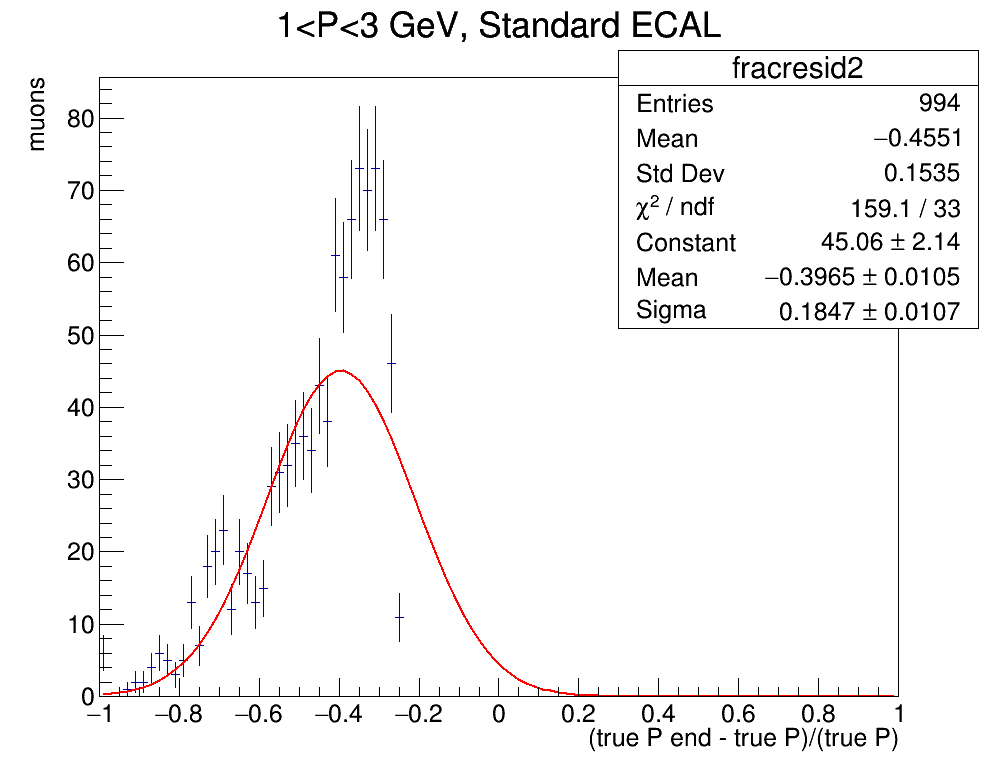 1<P<3 GeV, Standard ECAL
fracresid2
Entries 994
Mean −0.4551
Std Dev 0.1535
χ² / ndf 159.1 / 33
Constant 45.06 ± 2.14
Mean −0.3965 ± 0.0105
Sigma 0.1847 ± 0.0107
muons
80
70
60
50
40
30
20
10
0
−1 −0.8 −0.6 −0.4 −0.2 0 0.2 0.4 0.6 0.8 1
(true P end - true P)/(true P)